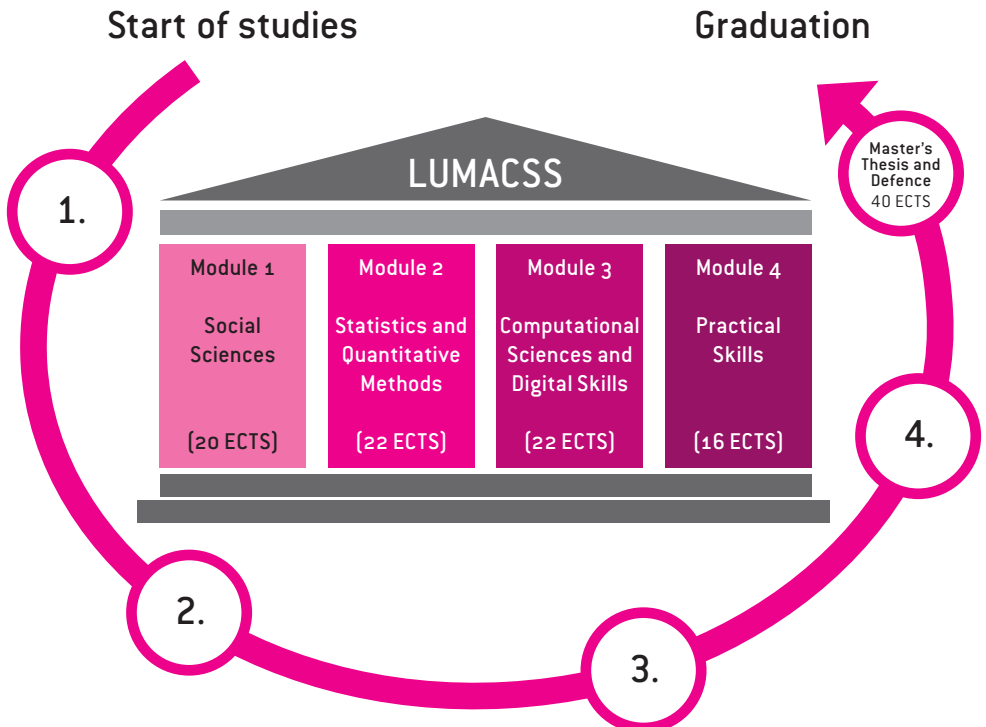 Start of studies
Graduation
LUMACSS
1.
Master's
Thesis and
Defence
40 ECTS
Module 1
Social
Sciences
(20 ECTS)
Module 2
Statistics and
Quantitative
Methods
(22 ECTS)
Module 3
Computational
Sciences and
Digital Skills
(22 ECTS)
Module 4
Practical
Skills
(16 ECTS)
2.
3.
4.